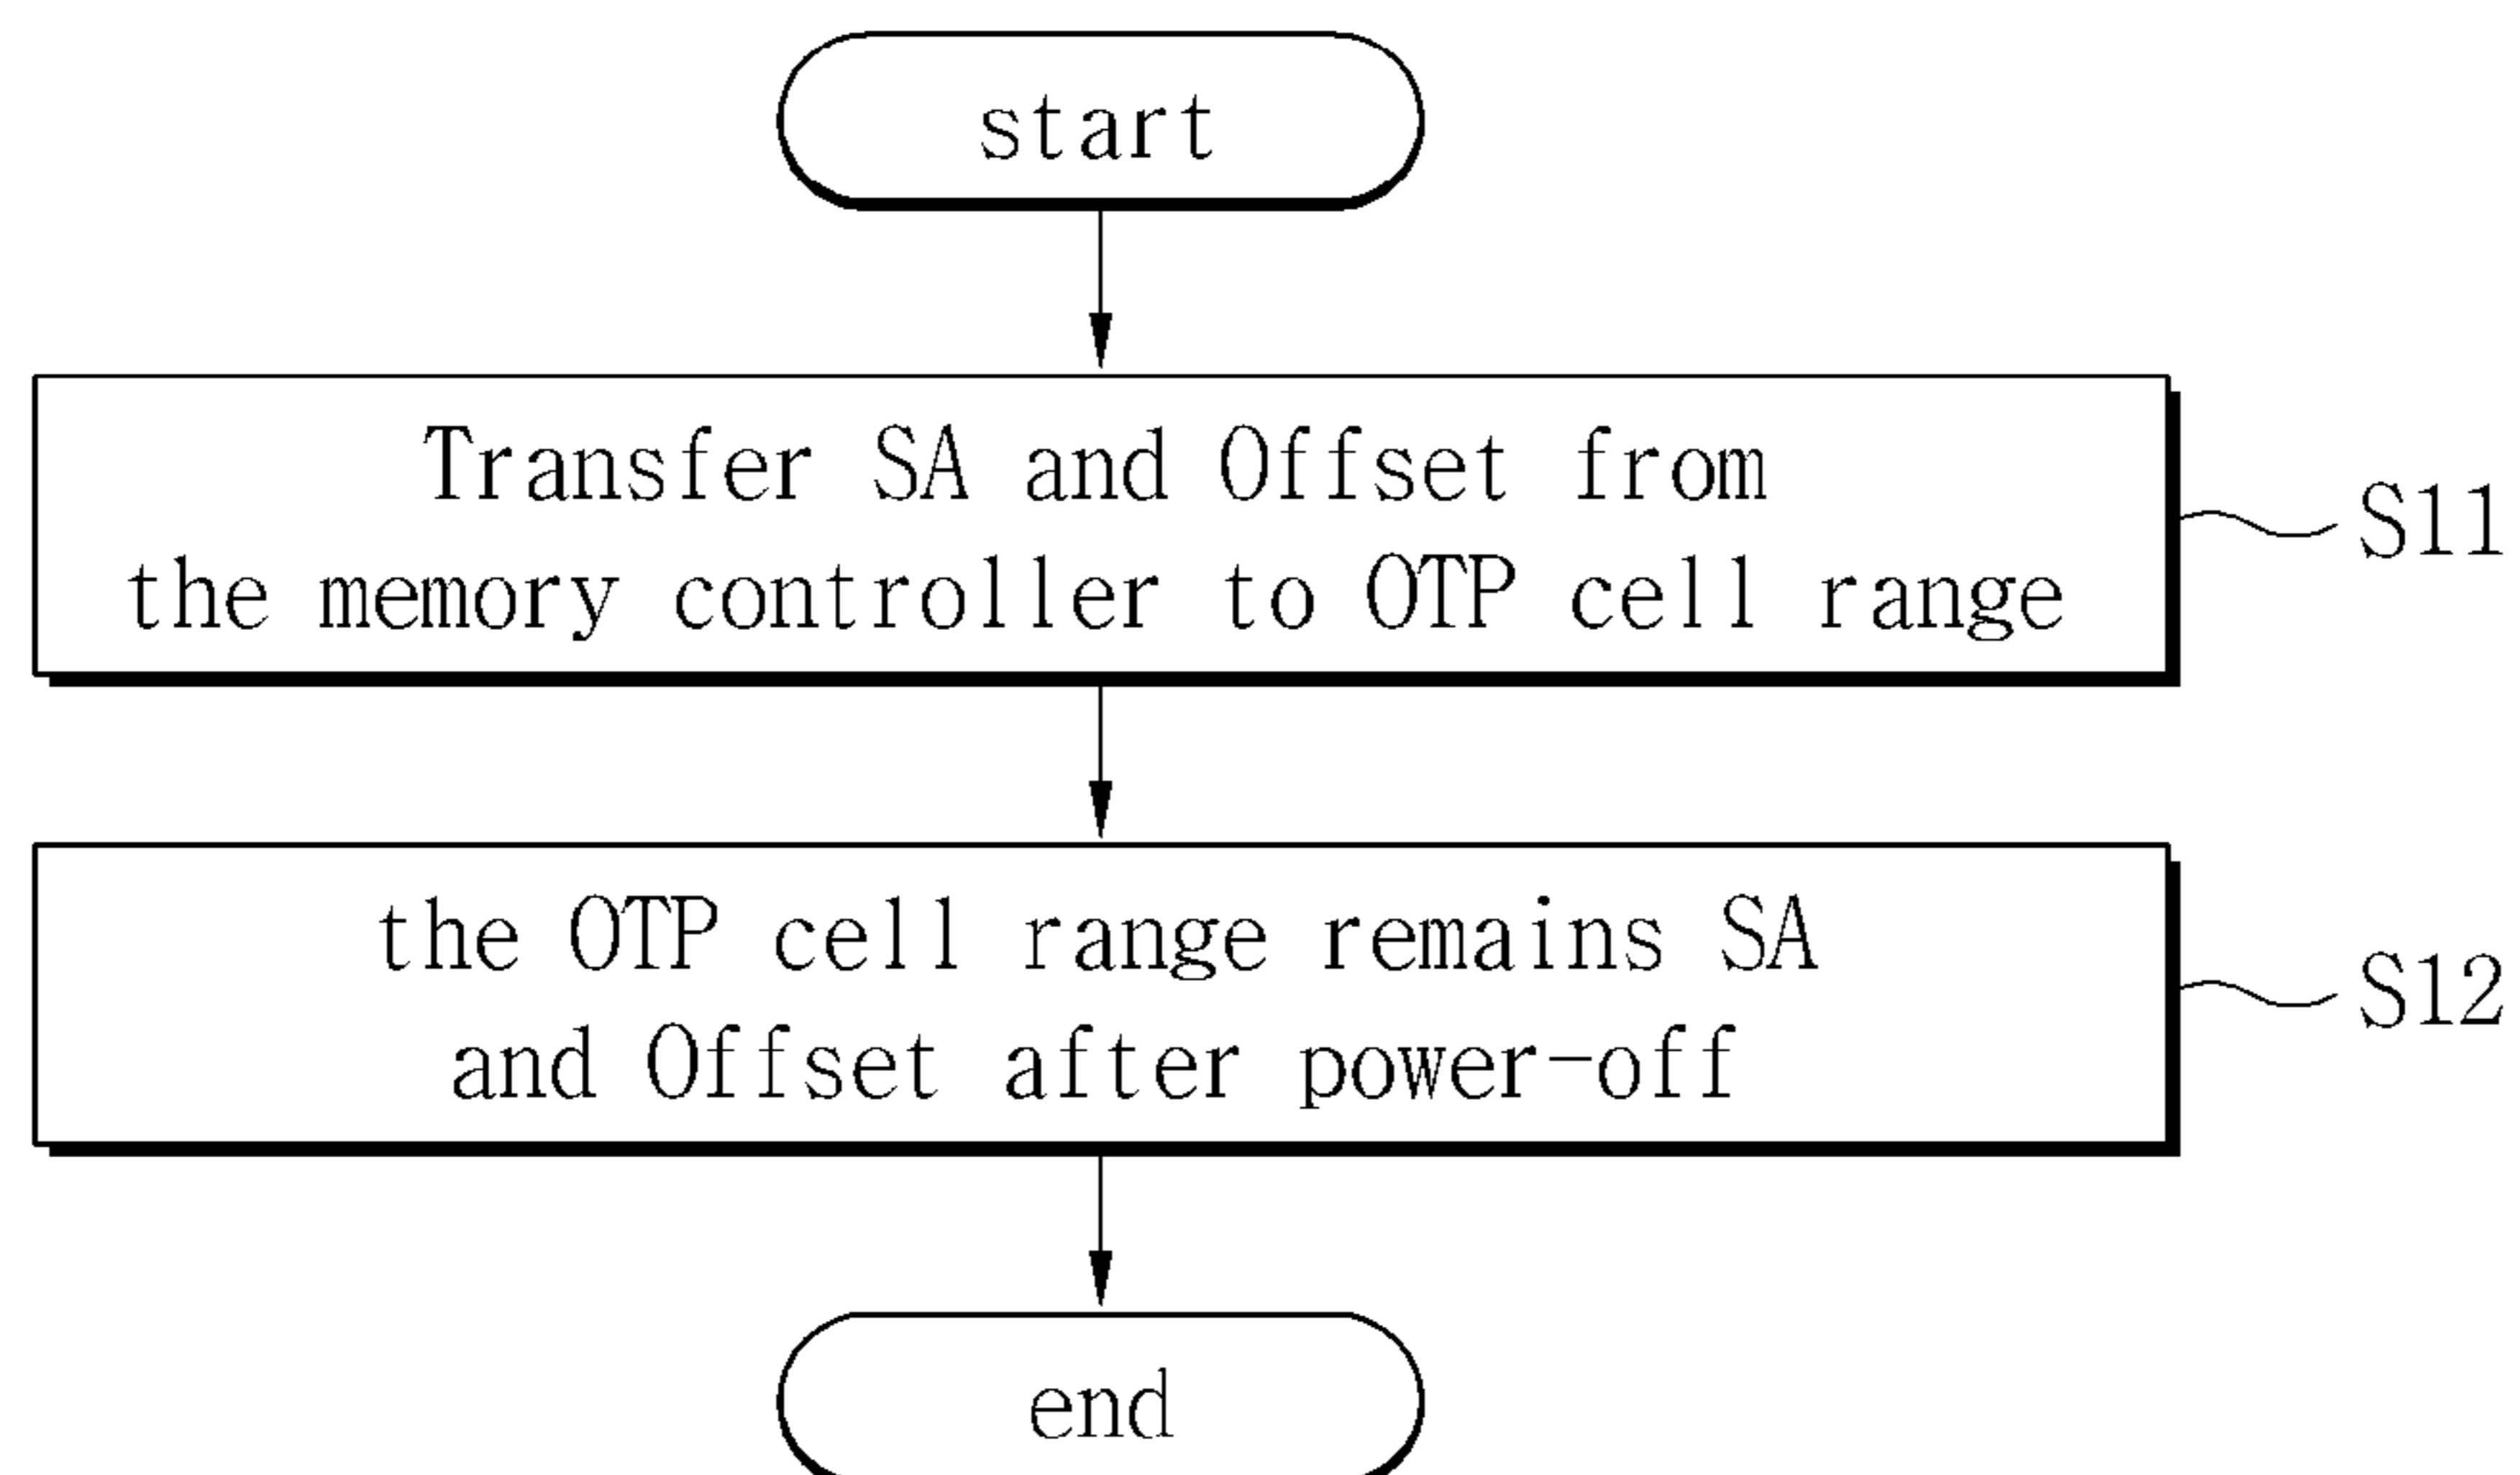 start
Transfer SA and Offset from
the memory controller to OTP cell range
S11
the OTP cell range remains SA
and Offset after power-off
S12
end